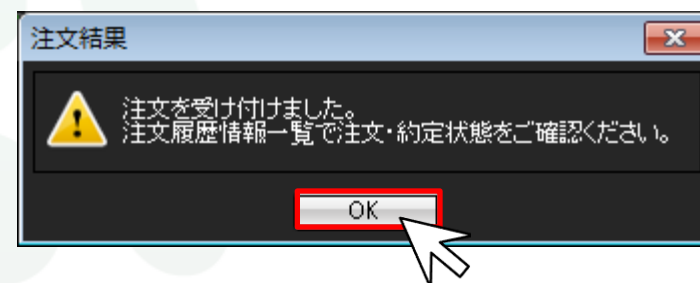 注文結果
注文を受け付けました。
注文履歴情報一覧で注文・約定状態をご確認ください。
OK